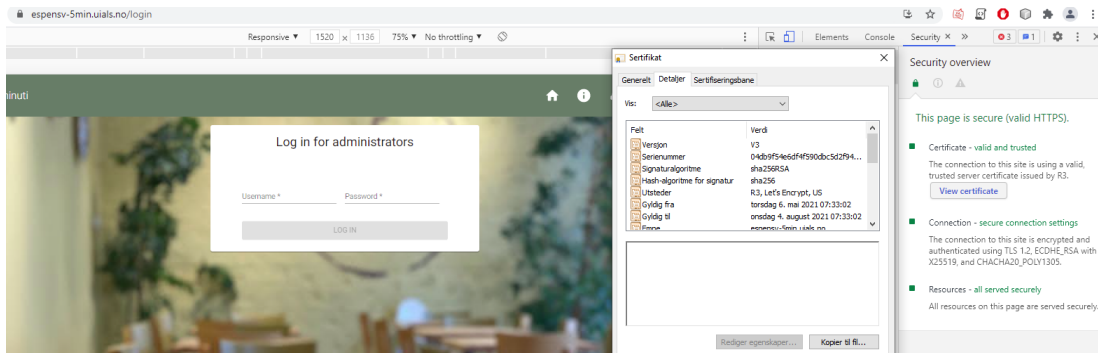 espensv-5min.uials.no/login
Responsive ▼ 1520 x 1136 75% ▼ No throttling ▼
Elements Console Security × » 3 1
minuti
Log in for administrators
Username * Password *
LOG IN
Sertifikat
Generelt Detaljer Sertifiseringsbane
Vis: <Alle>
Felt Verdi
Versjon V3
Serienummer 04db9f54e6df4f590dbc5d2f94...
Signaturalgoritme sha256RSA
Hash-algoritme for signatur sha256
Utsteder R3, Let's Encrypt, US
Gyldig fra torsdag 6. mai 2021 07:33:02
Gyldig til onsdag 4. august 2021 07:33:02
Emne espensv-5min.uials.no
Rediger egenskaper... Kopier til fil...
Security overview
This page is secure (valid HTTPS).
Certificate - valid and trusted
The connection to this site is using a valid,
trusted server certificate issued by R3.
View certificate
Connection - secure connection settings
The connection to this site is encrypted and
authenticated using TLS 1.2, ECDHE_RSA with
X25519, and CHACHA20_POLY1305.
Resources - all served securely
All resources on this page are served securely.